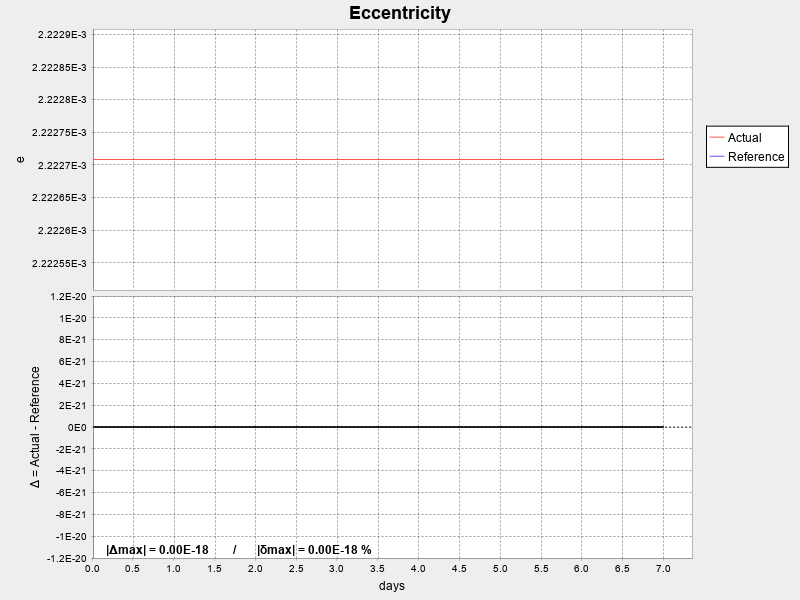 Eccentricity
2.2229E-3
2.22285E-3
2.2228E-3
2.22275E-3
2.2227E-3
2.22265E-3
2.2226E-3
2.22255E-3
e
Actual
Reference
1.2E-20
1E-20
8E-21
6E-21
4E-21
2E-21
0E0
-2E-21
-4E-21
-6E-21
-8E-21
-1E-20
-1.2E-20
Δ = Actual - Reference
|Δmax| = 0.00E-18 / |δmax| = 0.00E-18 %
0.0 0.5 1.0 1.5 2.0 2.5 3.0 3.5 4.0 4.5 5.0 5.5 6.0 6.5 7.0
days